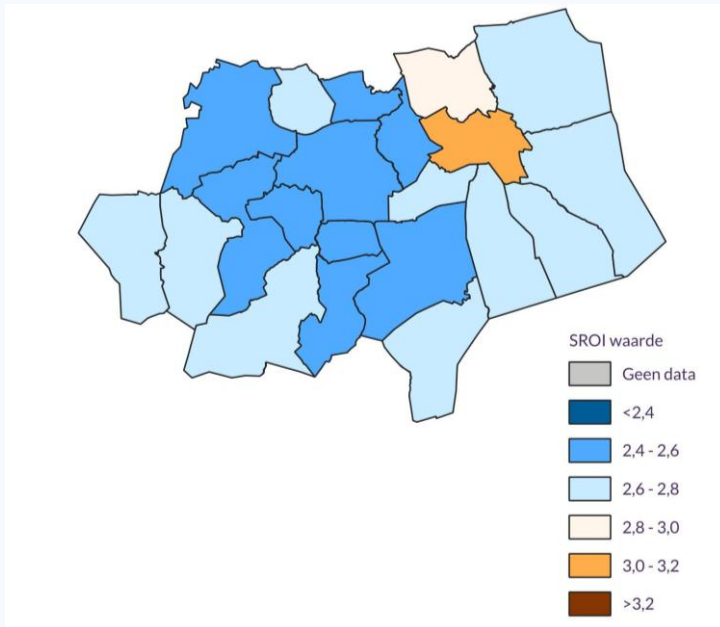 SROI waarde
Geen data
<2,4
2,4 - 2,6
2,6 - 2,8
2,8 - 3,0
3,0 - 3,2
>3,2